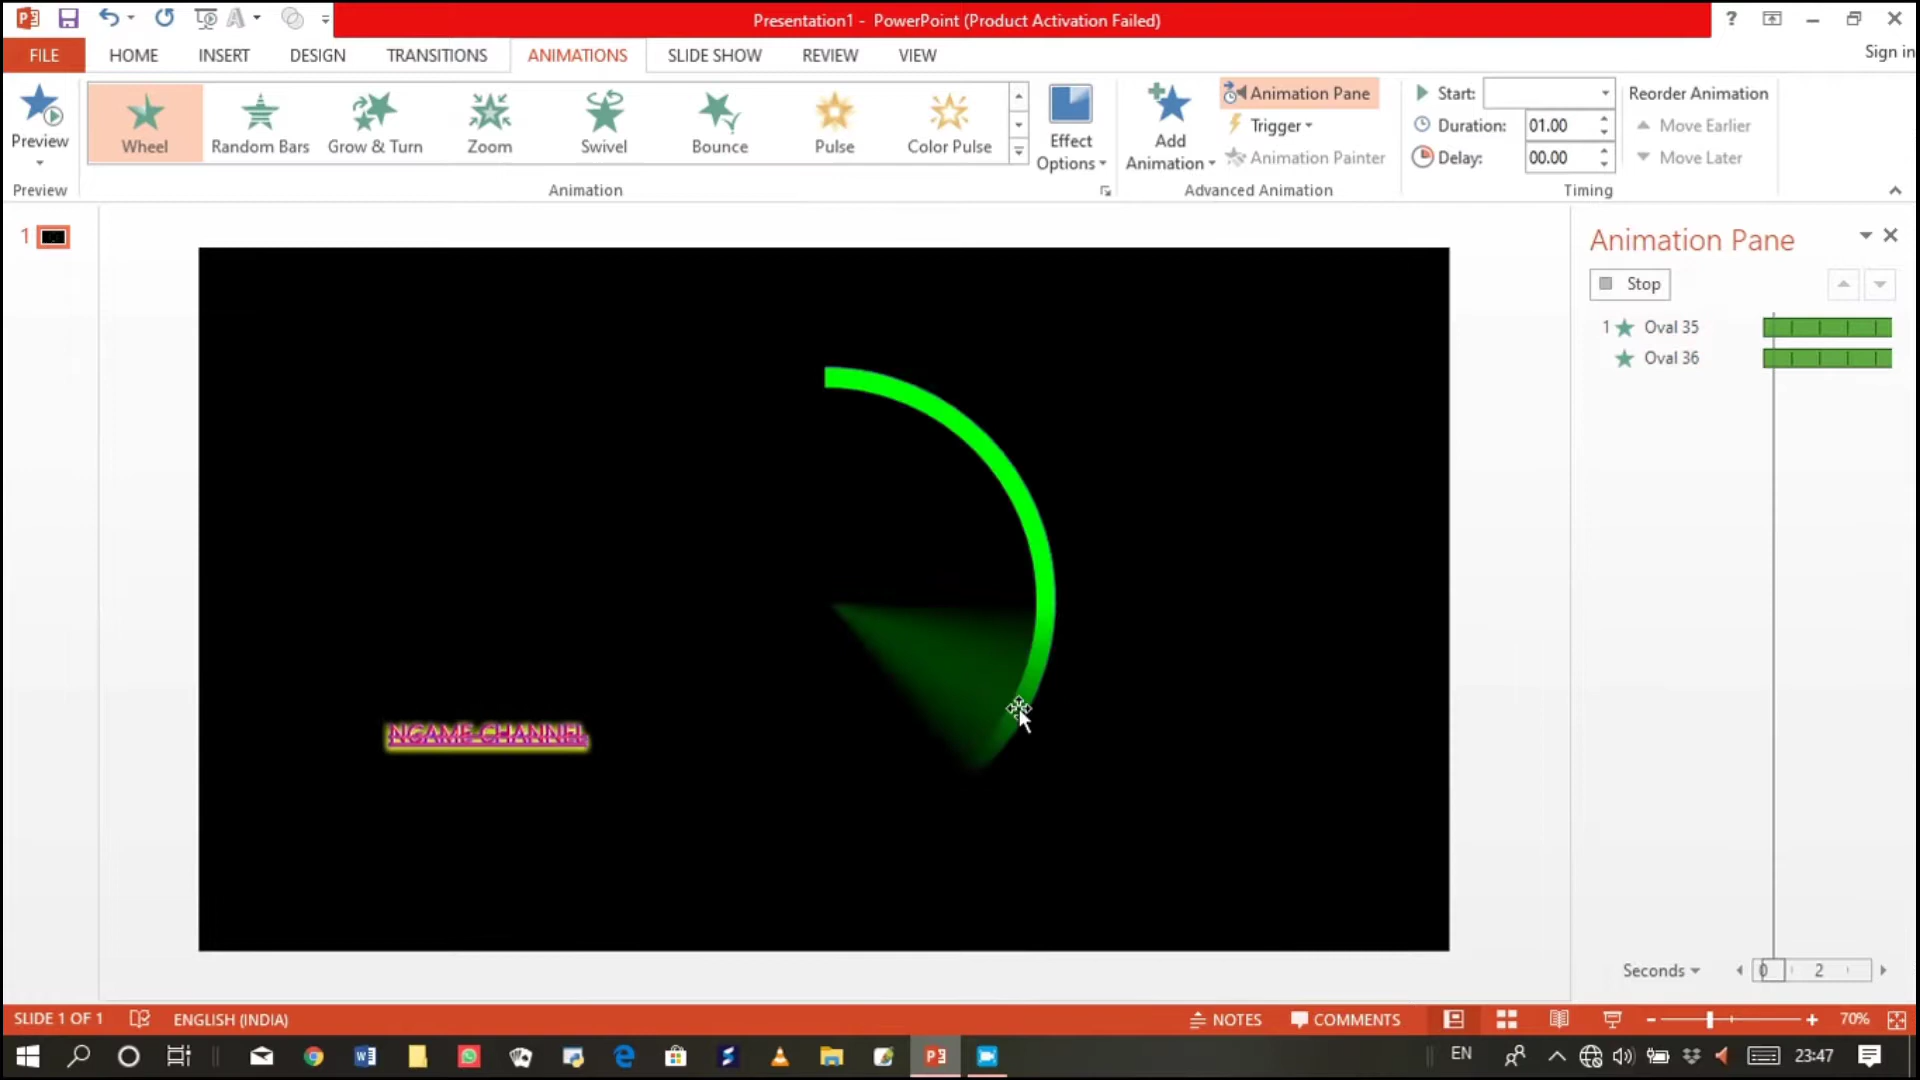 Presentation1 - PowerPoint (Product Activation Failed)
?
Sign in
FILE HOME INSERT DESIGN TRANSITIONS ANIMATIONS SLIDE SHOW REVIEW VIEW
Preview
Wheel Random Bars Grow & Turn Zoom Swivel Bounce Pulse Color Pulse
Effect Options
Add Animation
Animation Pane
Trigger
Animation Painter
Start:
Duration: 01.00
Delay: 00.00
Reorder Animation
Move Earlier
Move Later
Preview Animation Advanced Animation Timing
1
NGAME-CHANNEL
Animation Pane
Stop
1 Oval 35
Oval 36
Seconds 0 2
SLIDE 1 OF 1 ENGLISH (INDIA) NOTES COMMENTS 70%
EN 23:47